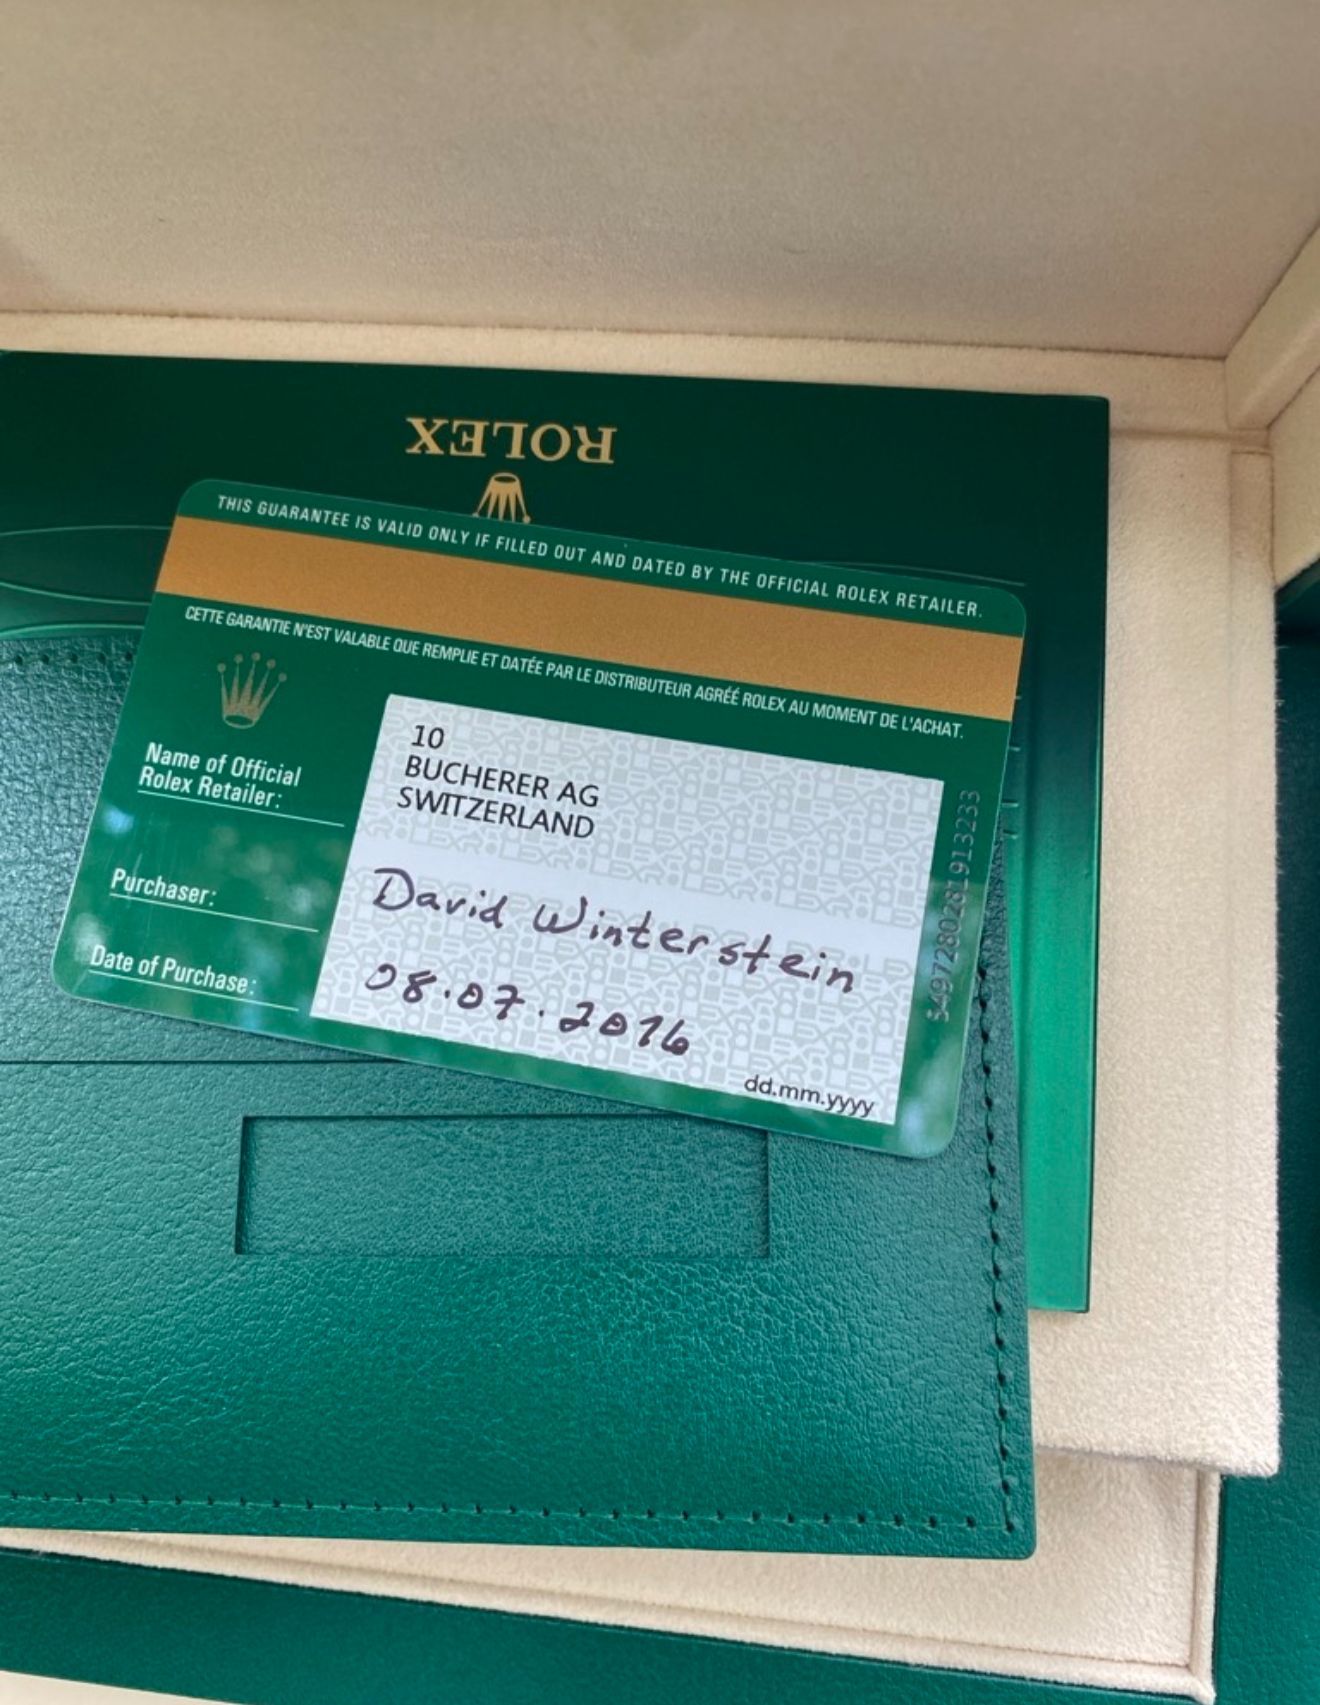 ROLEX
THIS GUARANTEE IS VALID ONLY IF FILLED OUT AND DATED BY THE OFFICIAL ROLEX RETAILER.
CETTE GARANTIE N'EST VALABLE QUE REMPLIE ET DATÉE PAR LE DISTRIBUTEUR AGRÉÉ ROLEX AU MOMENT DE L'ACHAT.
Name of Official
Rolex Retailer:
10
BUCHERER AG
SWITZERLAND
Purchaser:
David Winterstein
Date of Purchase:
08.07.2016
dd.mm.yyyy
5497280281913233